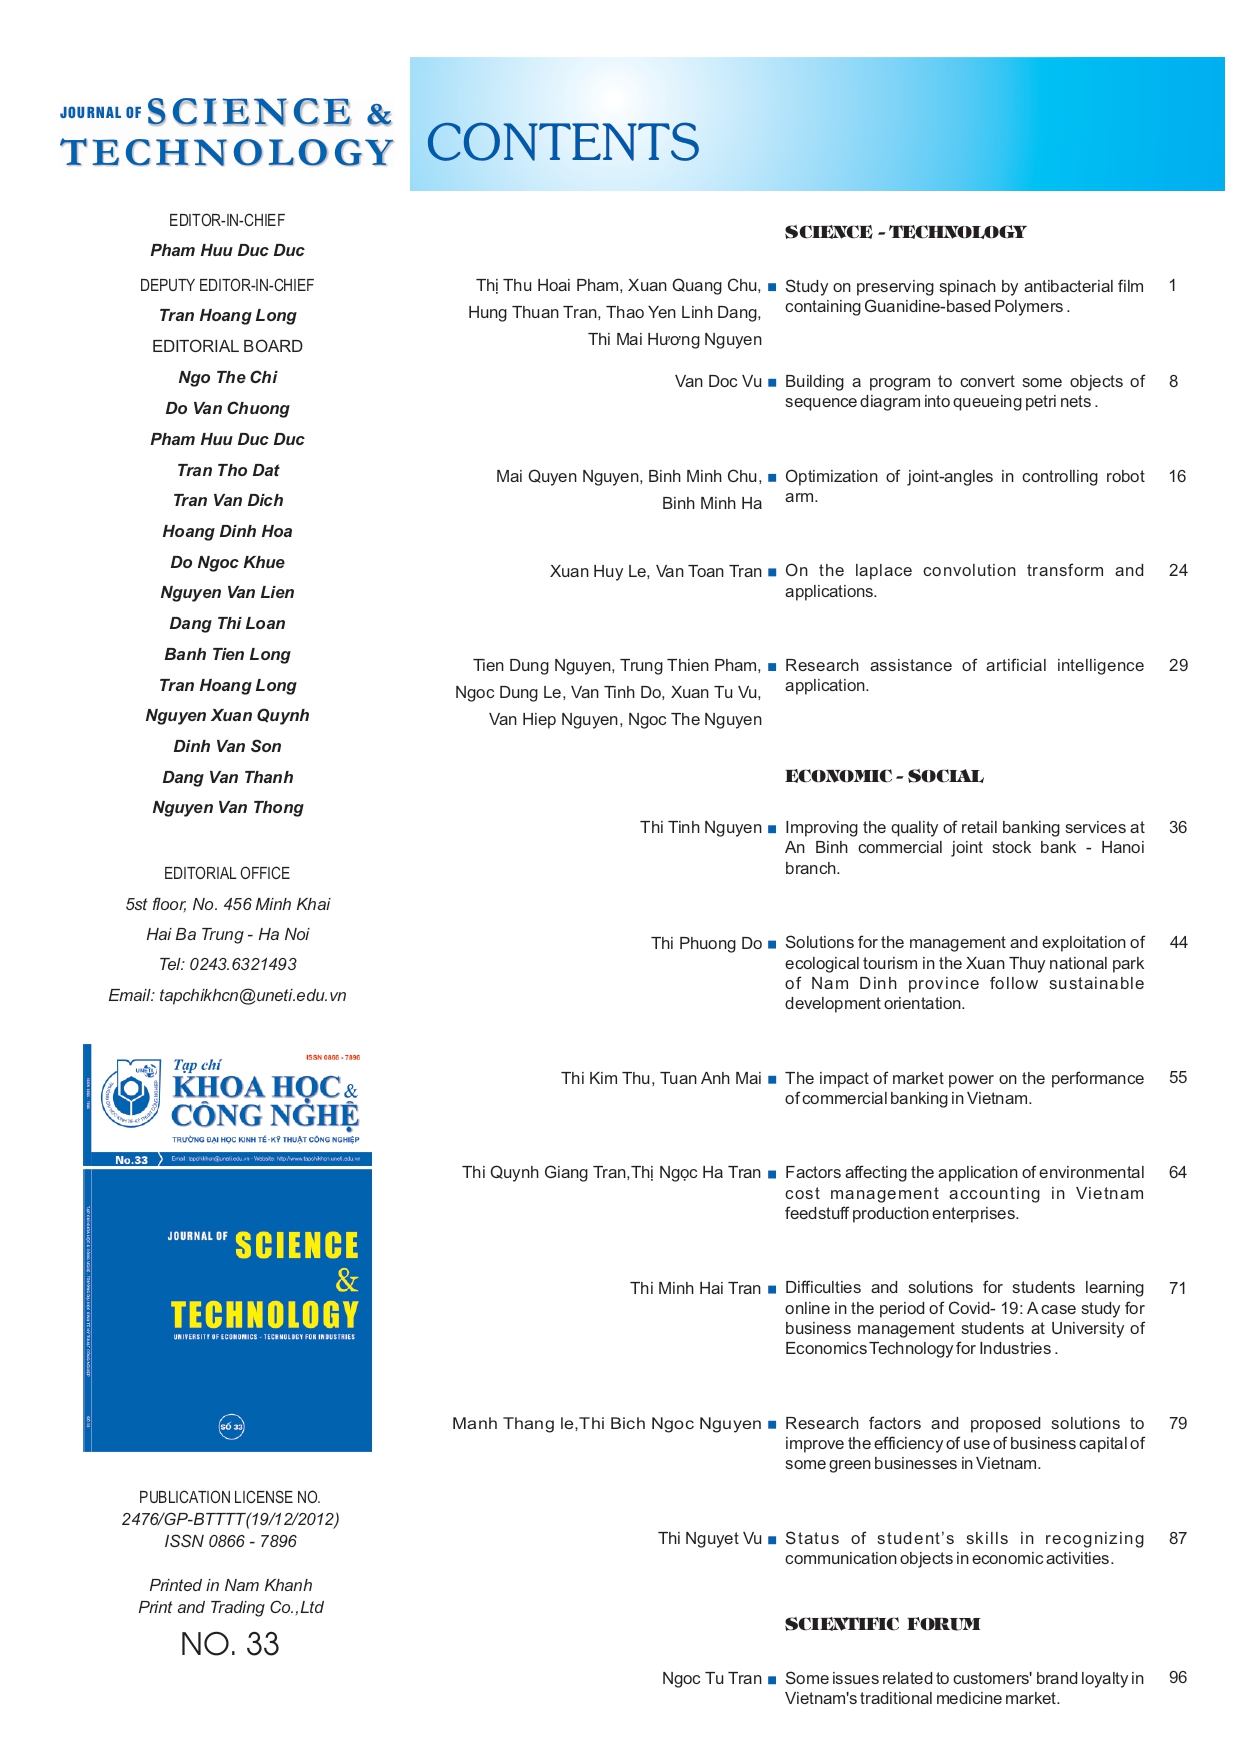 JOURNAL OF SCIENCE &
TECHNOLOGY
CONTENTS
EDITOR-IN-CHIEF
Pham Huu Duc Duc
DEPUTY EDITOR-IN-CHIEF
Tran Hoang Long
EDITORIAL BOARD
Ngo The Chi
Do Van Chuong
Pham Huu Duc Duc
Tran Tho Dat
Tran Van Dich
Hoang Dinh Hoa
Do Ngoc Khue
Nguyen Van Lien
Dang Thi Loan
Banh Tien Long
Tran Hoang Long
Nguyen Xuan Quynh
Dinh Van Son
Dang Van Thanh
Nguyen Van Thong
EDITORIAL OFFICE
5st floor, No. 456 Minh Khai
Hai Ba Trung - Ha Noi
Tel: 0243.6321493
Email: tapchikhcn@uneti.edu.vn
ISSN 0866 - 7896
Tạp chí
KHOA HỌC &
CÔNG NGHỆ
TRƯỜNG ĐẠI HỌC KINH TẾ - KỸ THUẬT CÔNG NGHIỆP
UNETI
No.33
Email: tapchikhcn@uneti.edu.vn - Website: http://www.tapchikhcn.uneti.edu.vn
JOURNAL OF SCIENCE
&
TECHNOLOGY
UNIVERSITY OF ECONOMICS - TECHNOLOGY FOR INDUSTRIES
SỐ 33
PUBLICATION LICENSE NO.
2476/GP-BTTTT(19/12/2012)
ISSN 0866 - 7896
Printed in Nam Khanh
Print and Trading Co.,Ltd
NO. 33
SCIENCE - TECHNOLOGY
Thị Thu Hoai Pham, Xuan Quang Chu,
Hung Thuan Tran, Thao Yen Linh Dang,
Thi Mai Hương Nguyen
Study on preserving spinach by antibacterial film
containing Guanidine-based Polymers .
1
Van Doc Vu
Building a program to convert some objects of
sequence diagram into queueing petri nets .
8
Mai Quyen Nguyen, Binh Minh Chu,
Binh Minh Ha
Optimization of joint-angles in controlling robot
arm.
16
Xuan Huy Le, Van Toan Tran
On the laplace convolution transform and
applications.
24
Tien Dung Nguyen, Trung Thien Pham,
Ngoc Dung Le, Van Tinh Do, Xuan Tu Vu,
Van Hiep Nguyen, Ngoc The Nguyen
Research assistance of artificial intelligence
application.
29
ECONOMIC - SOCIAL
Thi Tinh Nguyen
Improving the quality of retail banking services at
An Binh commercial joint stock bank - Hanoi
branch.
36
Thi Phuong Do
Solutions for the management and exploitation of
ecological tourism in the Xuan Thuy national park
of Nam Dinh province follow sustainable
development orientation.
44
Thi Kim Thu, Tuan Anh Mai
The impact of market power on the performance
of commercial banking in Vietnam.
55
Thi Quynh Giang Tran,Thị Ngọc Ha Tran
Factors affecting the application of environmental
cost management accounting in Vietnam
feedstuff production enterprises.
64
Thi Minh Hai Tran
Difficulties and solutions for students learning
online in the period of Covid- 19: A case study for
business management students at University of
Economics Technology for Industries .
71
Manh Thang le,Thi Bich Ngoc Nguyen
Research factors and proposed solutions to
improve the efficiency of use of business capital of
some green businesses in Vietnam.
79
Thi Nguyet Vu
Status of student’s skills in recognizing
communication objects in economic activities.
87
SCIENTIFIC FORUM
Ngoc Tu Tran
Some issues related to customers' brand loyalty in
Vietnam's traditional medicine market.
96